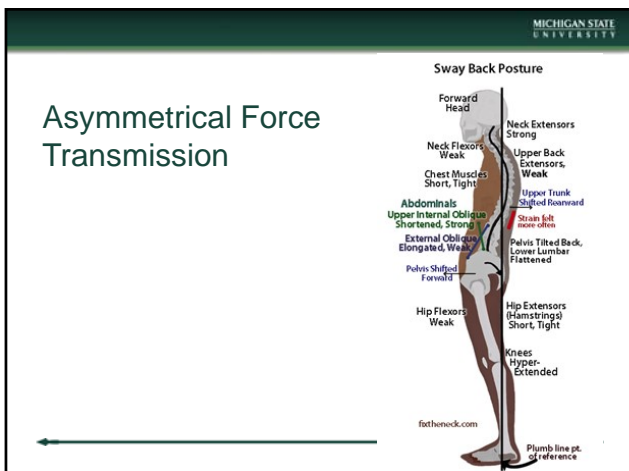 MICHIGAN STATE
UNIVERSITY
Asymmetrical Force
Transmission
Sway Back Posture
Forward
Head
Neck Extensors
Strong
Neck Flexors
Weak
Upper Back
Extensors,
Weak
Chest Muscles
Short, Tight
Upper Trunk
Shifted Rearward
Abdominals
Upper Internal Oblique
Shortened, Strong
Strain felt
more often
External Oblique
Elongated, Weak
Pelvis Tilted Back,
Lower Lumbar
Flattened
Pelvis Shifted
Forward
Hip Flexors
Weak
Hip Extensors
(Hamstrings)
Short, Tight
Knees
Hyper-
Extended
fixtheneck.com
Plumb line pt.
of reference